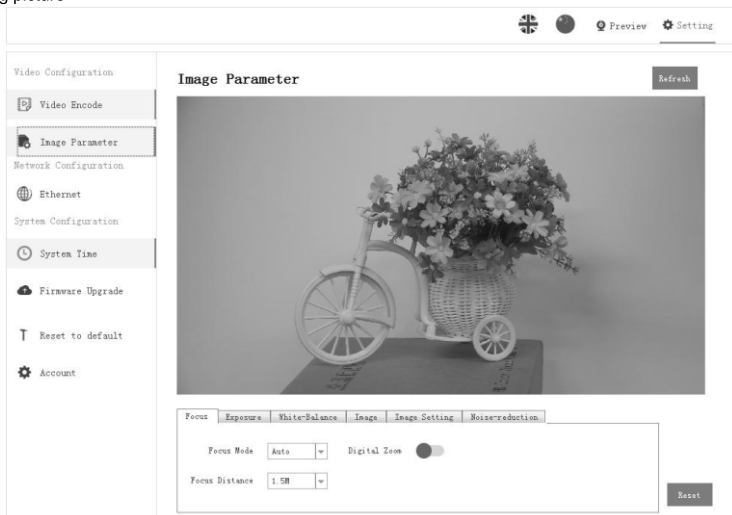 g picture
Preview
Setting
Video Configuration
Video Encode
Image Parameter
Network Configuration
Ethernet
System Configuration
System Time
Firmware Upgrade
Reset to default
Account
Image Parameter
Refresh
Focus Exposure White-Balance Image Image Setting Noise-reduction
Focus Mode Auto Digital Zoom
Focus Distance 1.5M
Reset